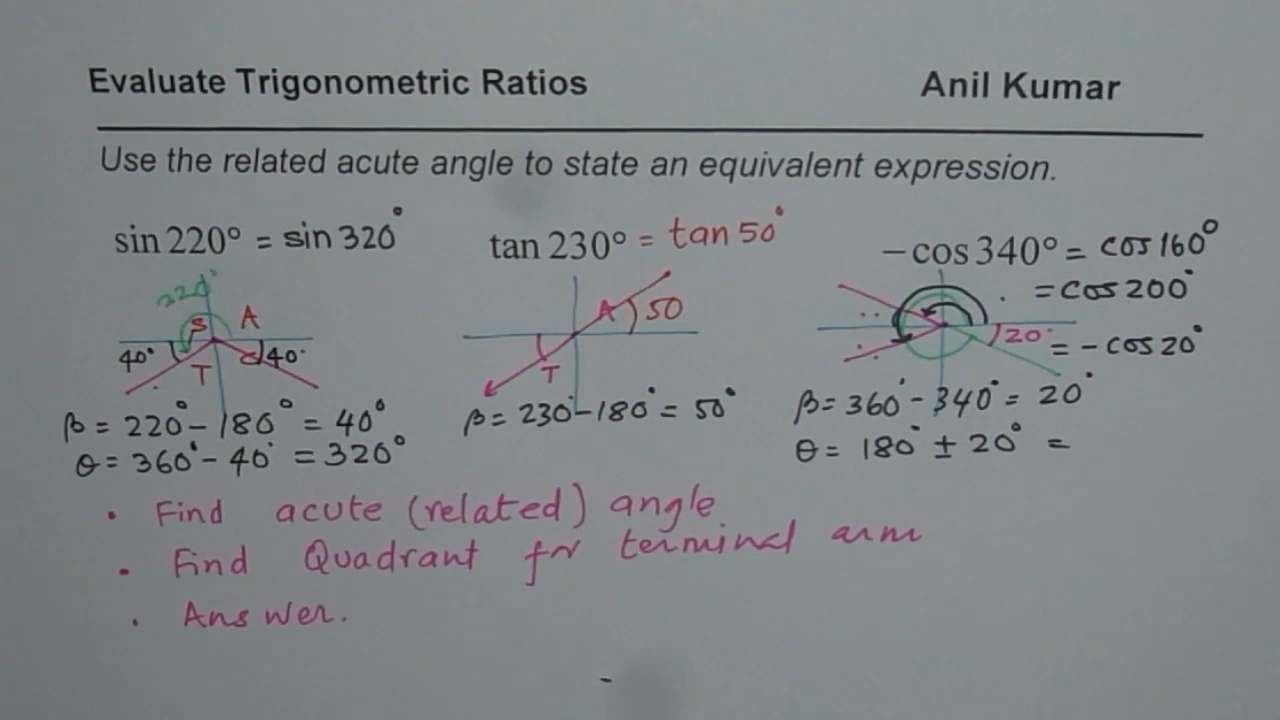 Evaluate Trigonometric Ratios Anil Kumar
Use the related acute angle to state an equivalent expression.
sin 220° = sin 320°
220°
S A
40° T C 40°
β = 220° - 180° = 40°
θ = 360° - 40° = 320°
tan 230° = tan 50°
A 50
T
β = 230° - 180° = 50°
- cos 340° = cos 160°
= cos 200°
20° = - cos 20°
β = 360° - 340° = 20°
θ = 180° ± 20° =
• Find acute (related) angle
• Find Quadrant for terminal arm
• Answer.